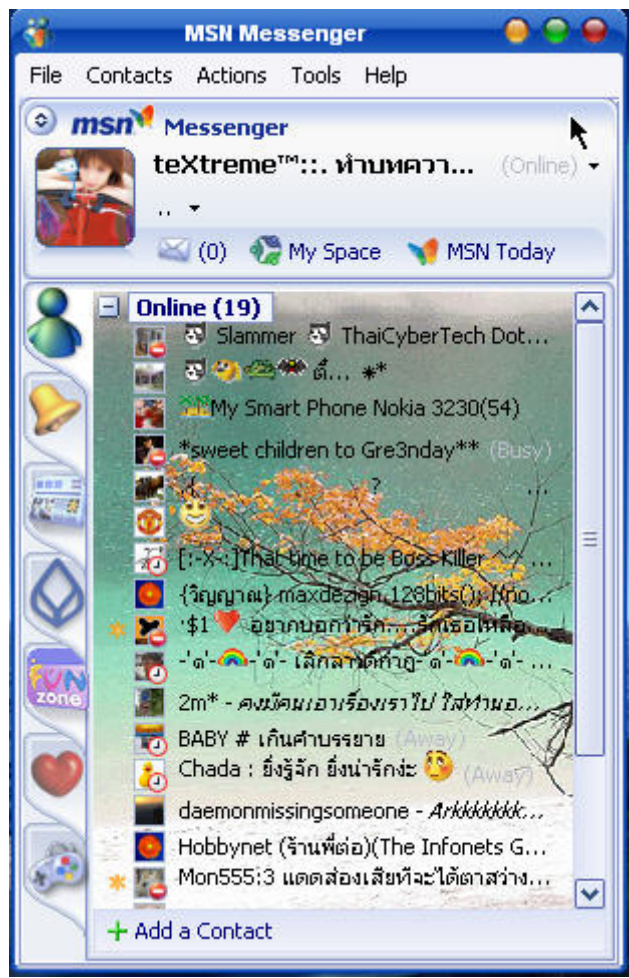 MSN Messenger
File Contacts Actions Tools Help
msn Messenger
teXtreme™::. ทำบทควา... (Online)
..
(0) My Space MSN Today
Online (19)
Slammer ThaiCyberTech Dot...
ตี๋... **
My Smart Phone Nokia 3230(54)
*sweet children to Gre3nday** (Busy)
{ ? ...
[:-X-:]That time to be Boss Killer ^^ ...
{วิญญาณ} maxdezign.128bits(); //no...
'$1 อยากบอกว่ารัก....รักเธอเหลือ...
2m* - คงมีคนเอาเรื่องเราไป ใส่ทำนอ...
BABY # เกินคำบรรยาย (Away)
Chada : ยิ่งรู้จัก ยิ่งน่ารักง่ะ (Away)
daemonmissingsomeone - Arkkkkkkk...
Hobbynet (ร้านพี่ต่อ)(The Infonets G...
Mon555:3 แดดส่องเสียที่จะได้ตาสว่าง...
FUN zone
Add a Contact